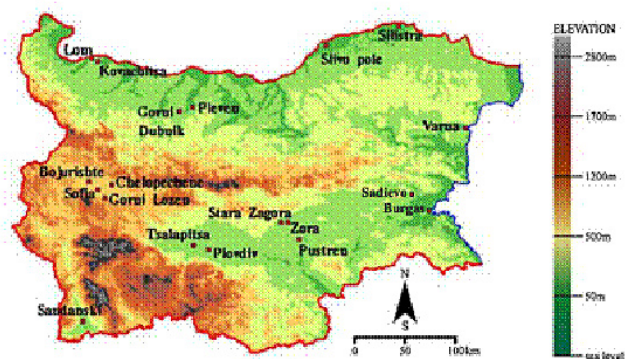 ELEVATION
2500m
1700m
1200m
500m
50m
sea level
Lom
Kovachitsa
Silistra
Slivo pole
Gorni
Dubnik
Pleven
Varna
Bojurishte
Chelopechene
Sofia
Gorni Lozen
Sadievo
Burgas
Stara Zagora
Zora
Tsalapitsa
Plovdiv
Pustren
Sandanski
N
S
0 50 100km